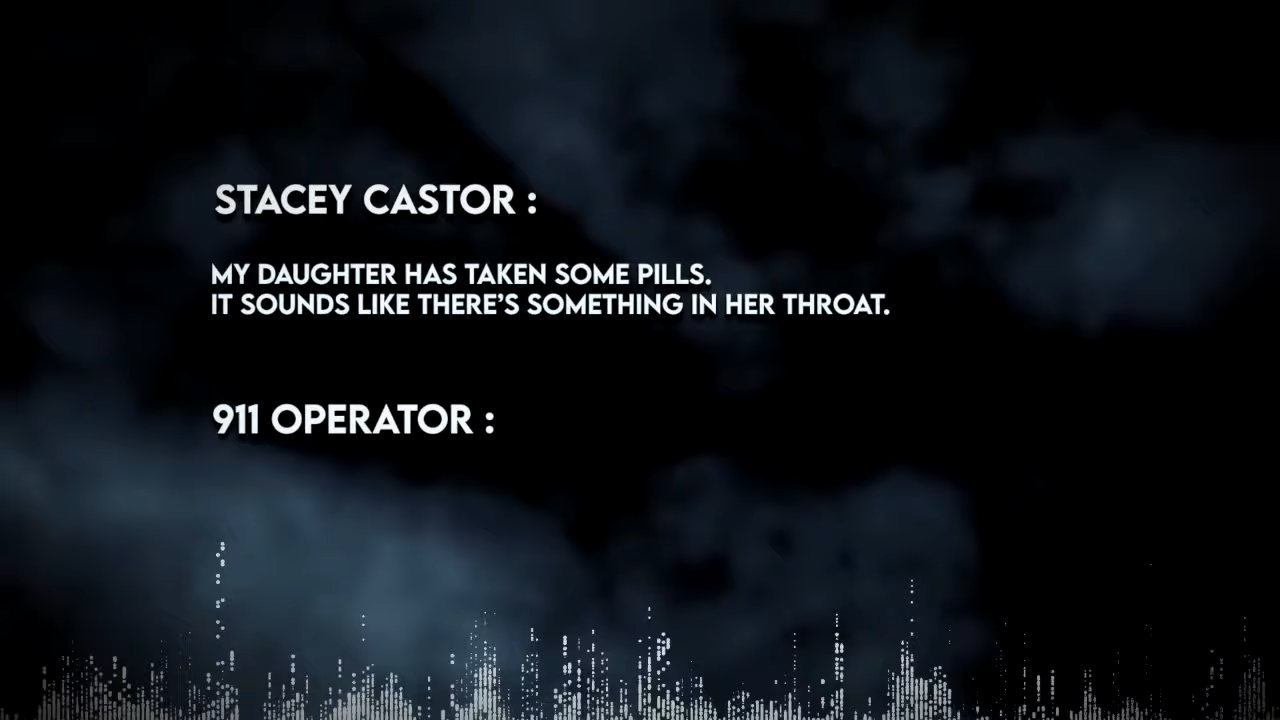 STACEY CASTOR :
MY DAUGHTER HAS TAKEN SOME PILLS.
IT SOUNDS LIKE THERE'S SOMETHING IN HER THROAT.
911 OPERATOR :